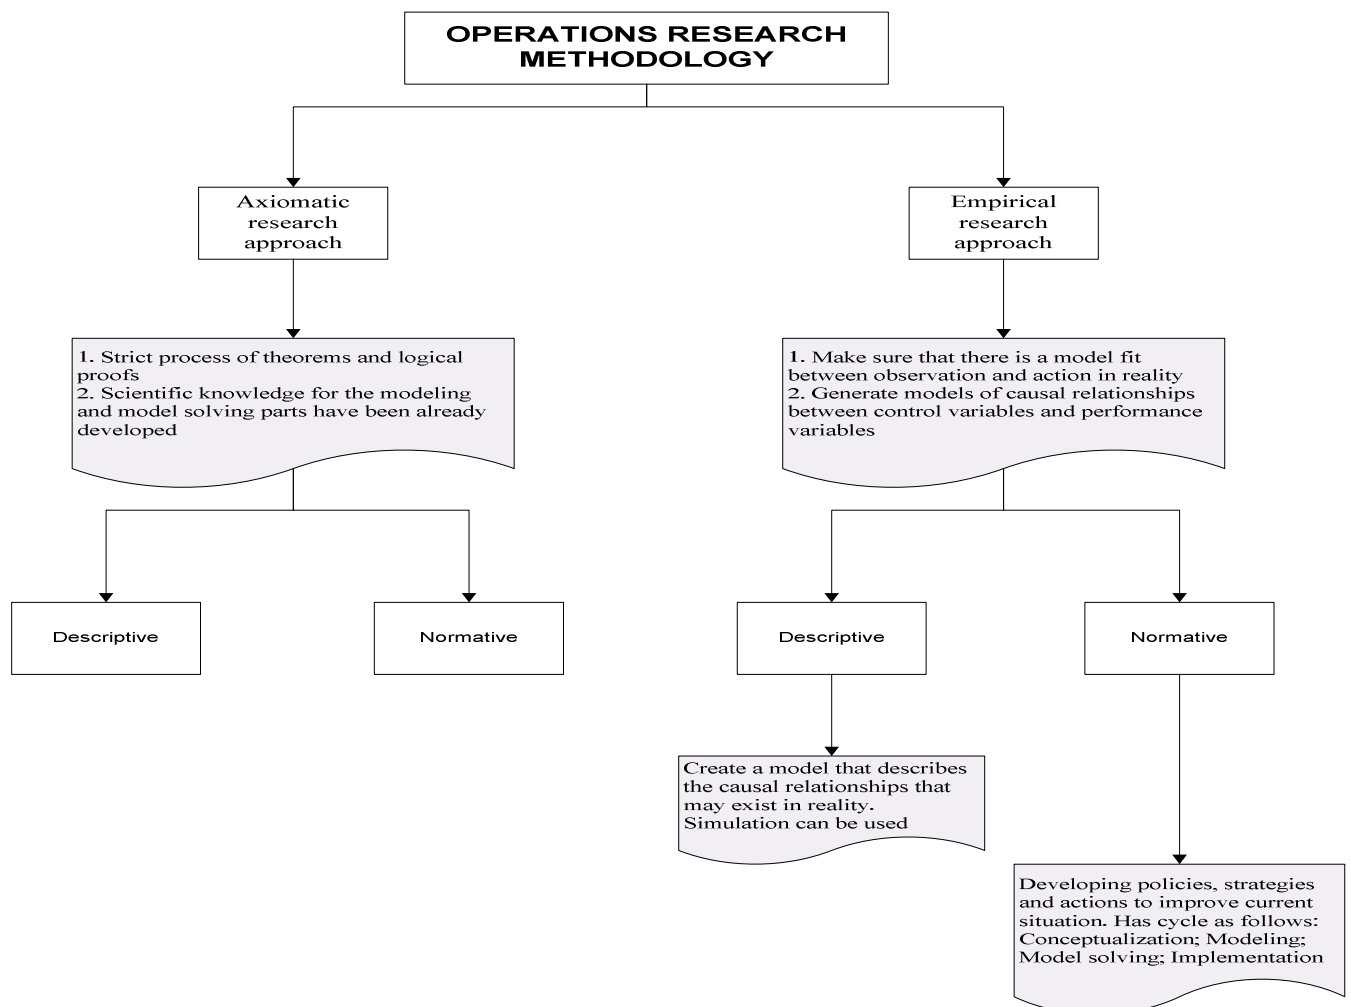 OPERATIONS RESEARCH
METHODOLOGY
Axiomatic
research
approach
Empirical
research
approach
1. Strict process of theorems and logical
proofs
2. Scientific knowledge for the modeling
and model solving parts have been already
developed
1. Make sure that there is a model fit
between observation and action in reality
2. Generate models of causal relationships
between control variables and performance
variables
Descriptive
Normative
Descriptive
Normative
Create a model that describes
the causal relationships that
may exist in reality.
Simulation can be used
Developing policies, strategies
and actions to improve current
situation. Has cycle as follows:
Conceptualization; Modeling;
Model solving; Implementation